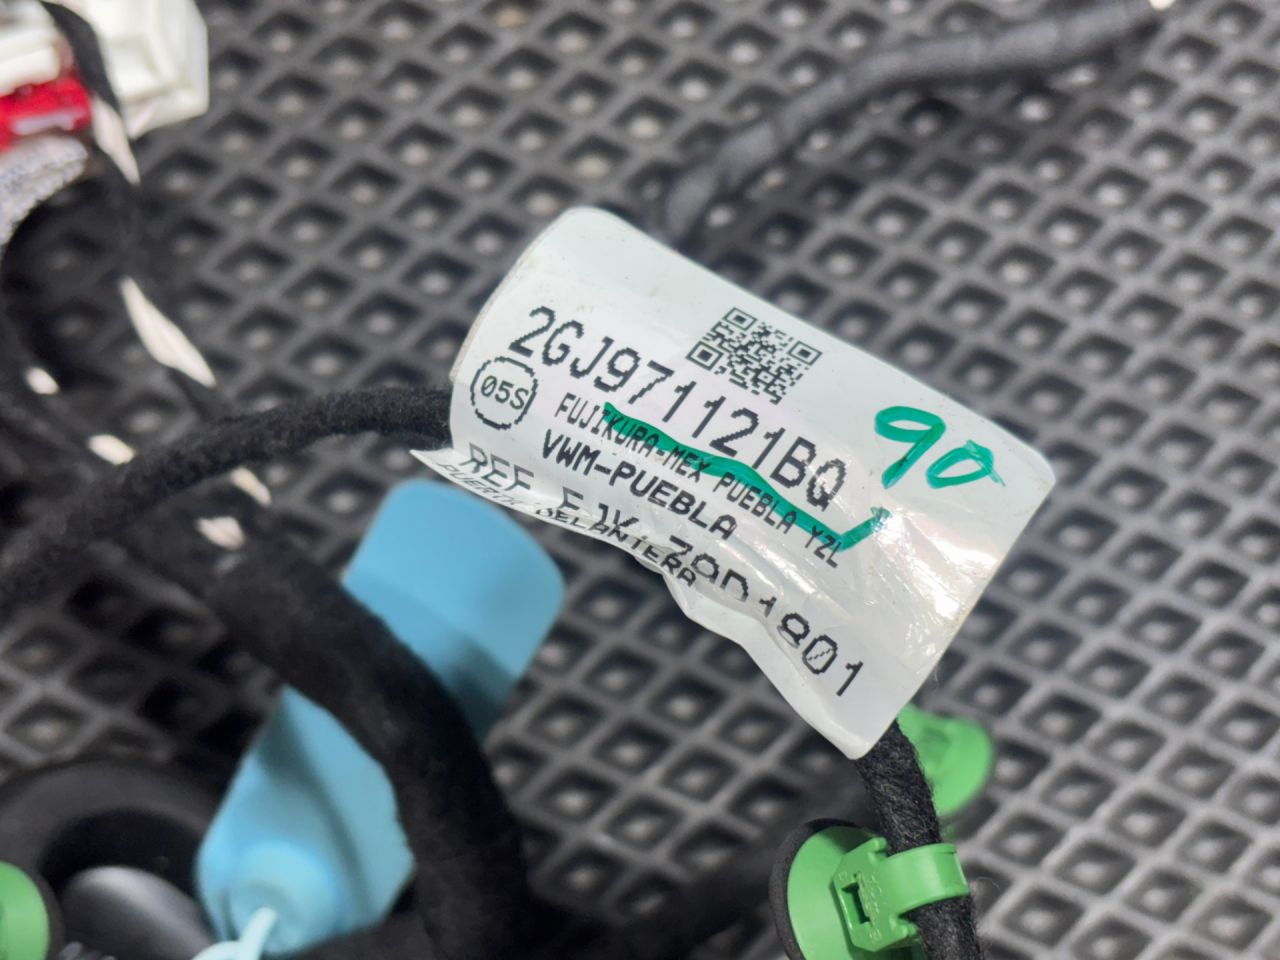 2GJ971121BQ
90
05S
FUJIKURA-MEX PUEBLA YZL
VWM-PUEBLA
REF
1801
PUERTA DELANTERA